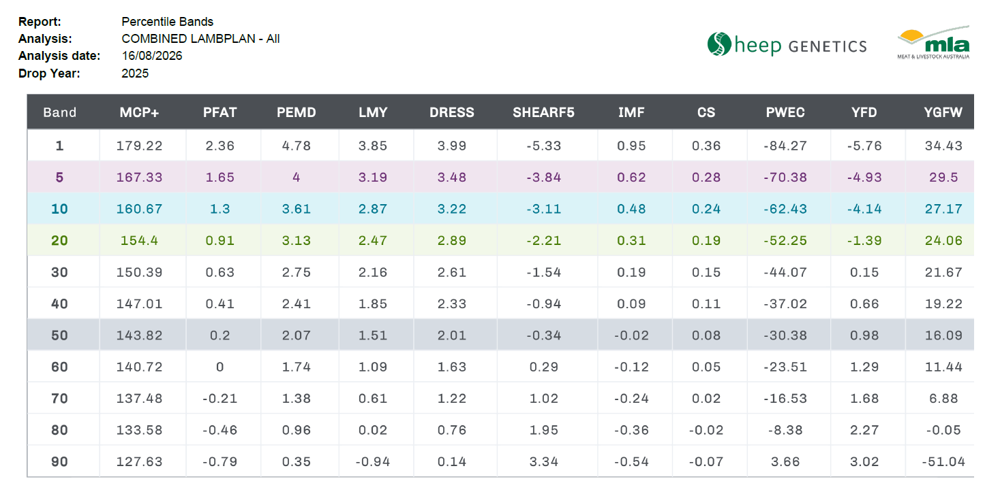 Report: Percentile Bands
Analysis: COMBINED LAMBPLAN - All
Analysis date: 16/08/2026
Drop Year: 2025
Sheep GENETICS
mla
MEAT & LIVESTOCK AUSTRALIA
Band MCP+ PFAT PEMD LMY DRESS SHEARF5 IMF CS PWEC YFD YGFW
1 179.22 2.36 4.78 3.85 3.99 -5.33 0.95 0.36 -84.27 -5.76 34.43
5 167.33 1.65 4 3.19 3.48 -3.84 0.62 0.28 -70.38 -4.93 29.5
10 160.67 1.3 3.61 2.87 3.22 -3.11 0.48 0.24 -62.43 -4.14 27.17
20 154.4 0.91 3.13 2.47 2.89 -2.21 0.31 0.19 -52.25 -1.39 24.06
30 150.39 0.63 2.75 2.16 2.61 -1.54 0.19 0.15 -44.07 0.15 21.67
40 147.01 0.41 2.41 1.85 2.33 -0.94 0.09 0.11 -37.02 0.66 19.22
50 143.82 0.2 2.07 1.51 2.01 -0.34 -0.02 0.08 -30.38 0.98 16.09
60 140.72 0 1.74 1.09 1.63 0.29 -0.12 0.05 -23.51 1.29 11.44
70 137.48 -0.21 1.38 0.61 1.22 1.02 -0.24 0.02 -16.53 1.68 6.88
80 133.58 -0.46 0.96 0.02 0.76 1.95 -0.36 -0.02 -8.38 2.27 -0.05
90 127.63 -0.79 0.35 -0.94 0.14 3.34 -0.54 -0.07 3.66 3.02 -51.04